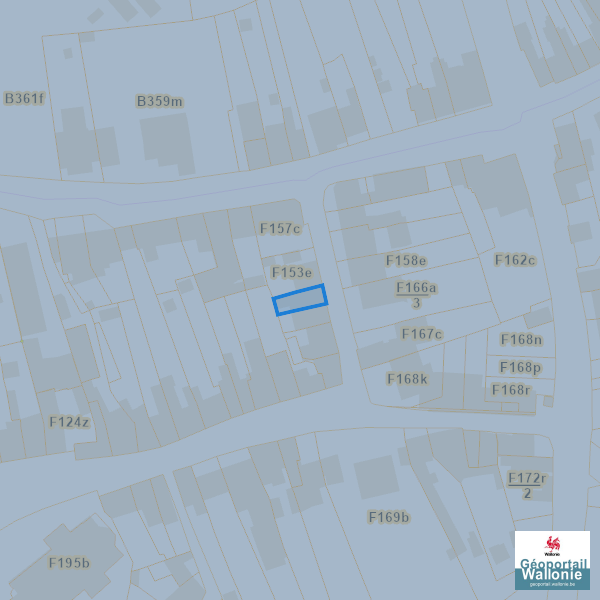 B361f
B359m
F157c
F153e
F158e
F162c
F166a
3
F167c
F168n
F168p
F168k
F168r
F124z
F172r
2
F169b
F195b
Wallonie
Géoportail
Wallonie
geoportail.wallonie.be